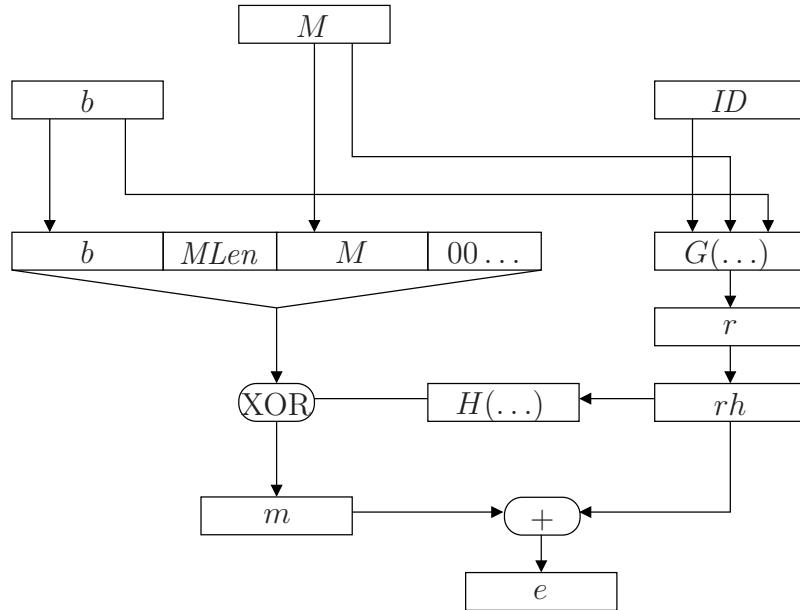 M
b ID
b MLen M 00 ... G(...)
r
XOR H(...) rh
m +
e